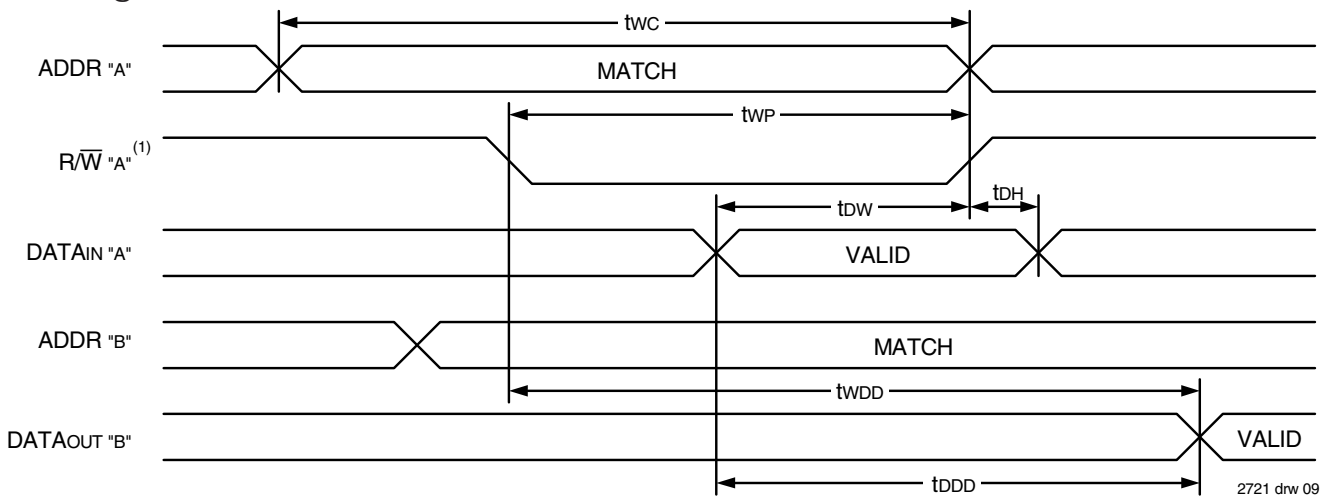 tWC
ADDR "A"
MATCH
tWP
R/W̅ "A"(1)
tDW
tDH
DATAIN "A"
VALID
ADDR "B"
MATCH
tWDD
DATAOUT "B"
VALID
tDDD
2721 drw 09